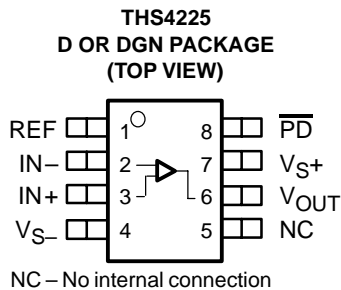 THS4225
D OR DGN PACKAGE
(TOP VIEW)
REF 1 8 P̅D̅
IN– 2 7 VS+
IN+ 3 6 VOUT
VS– 4 5 NC
NC – No internal connection